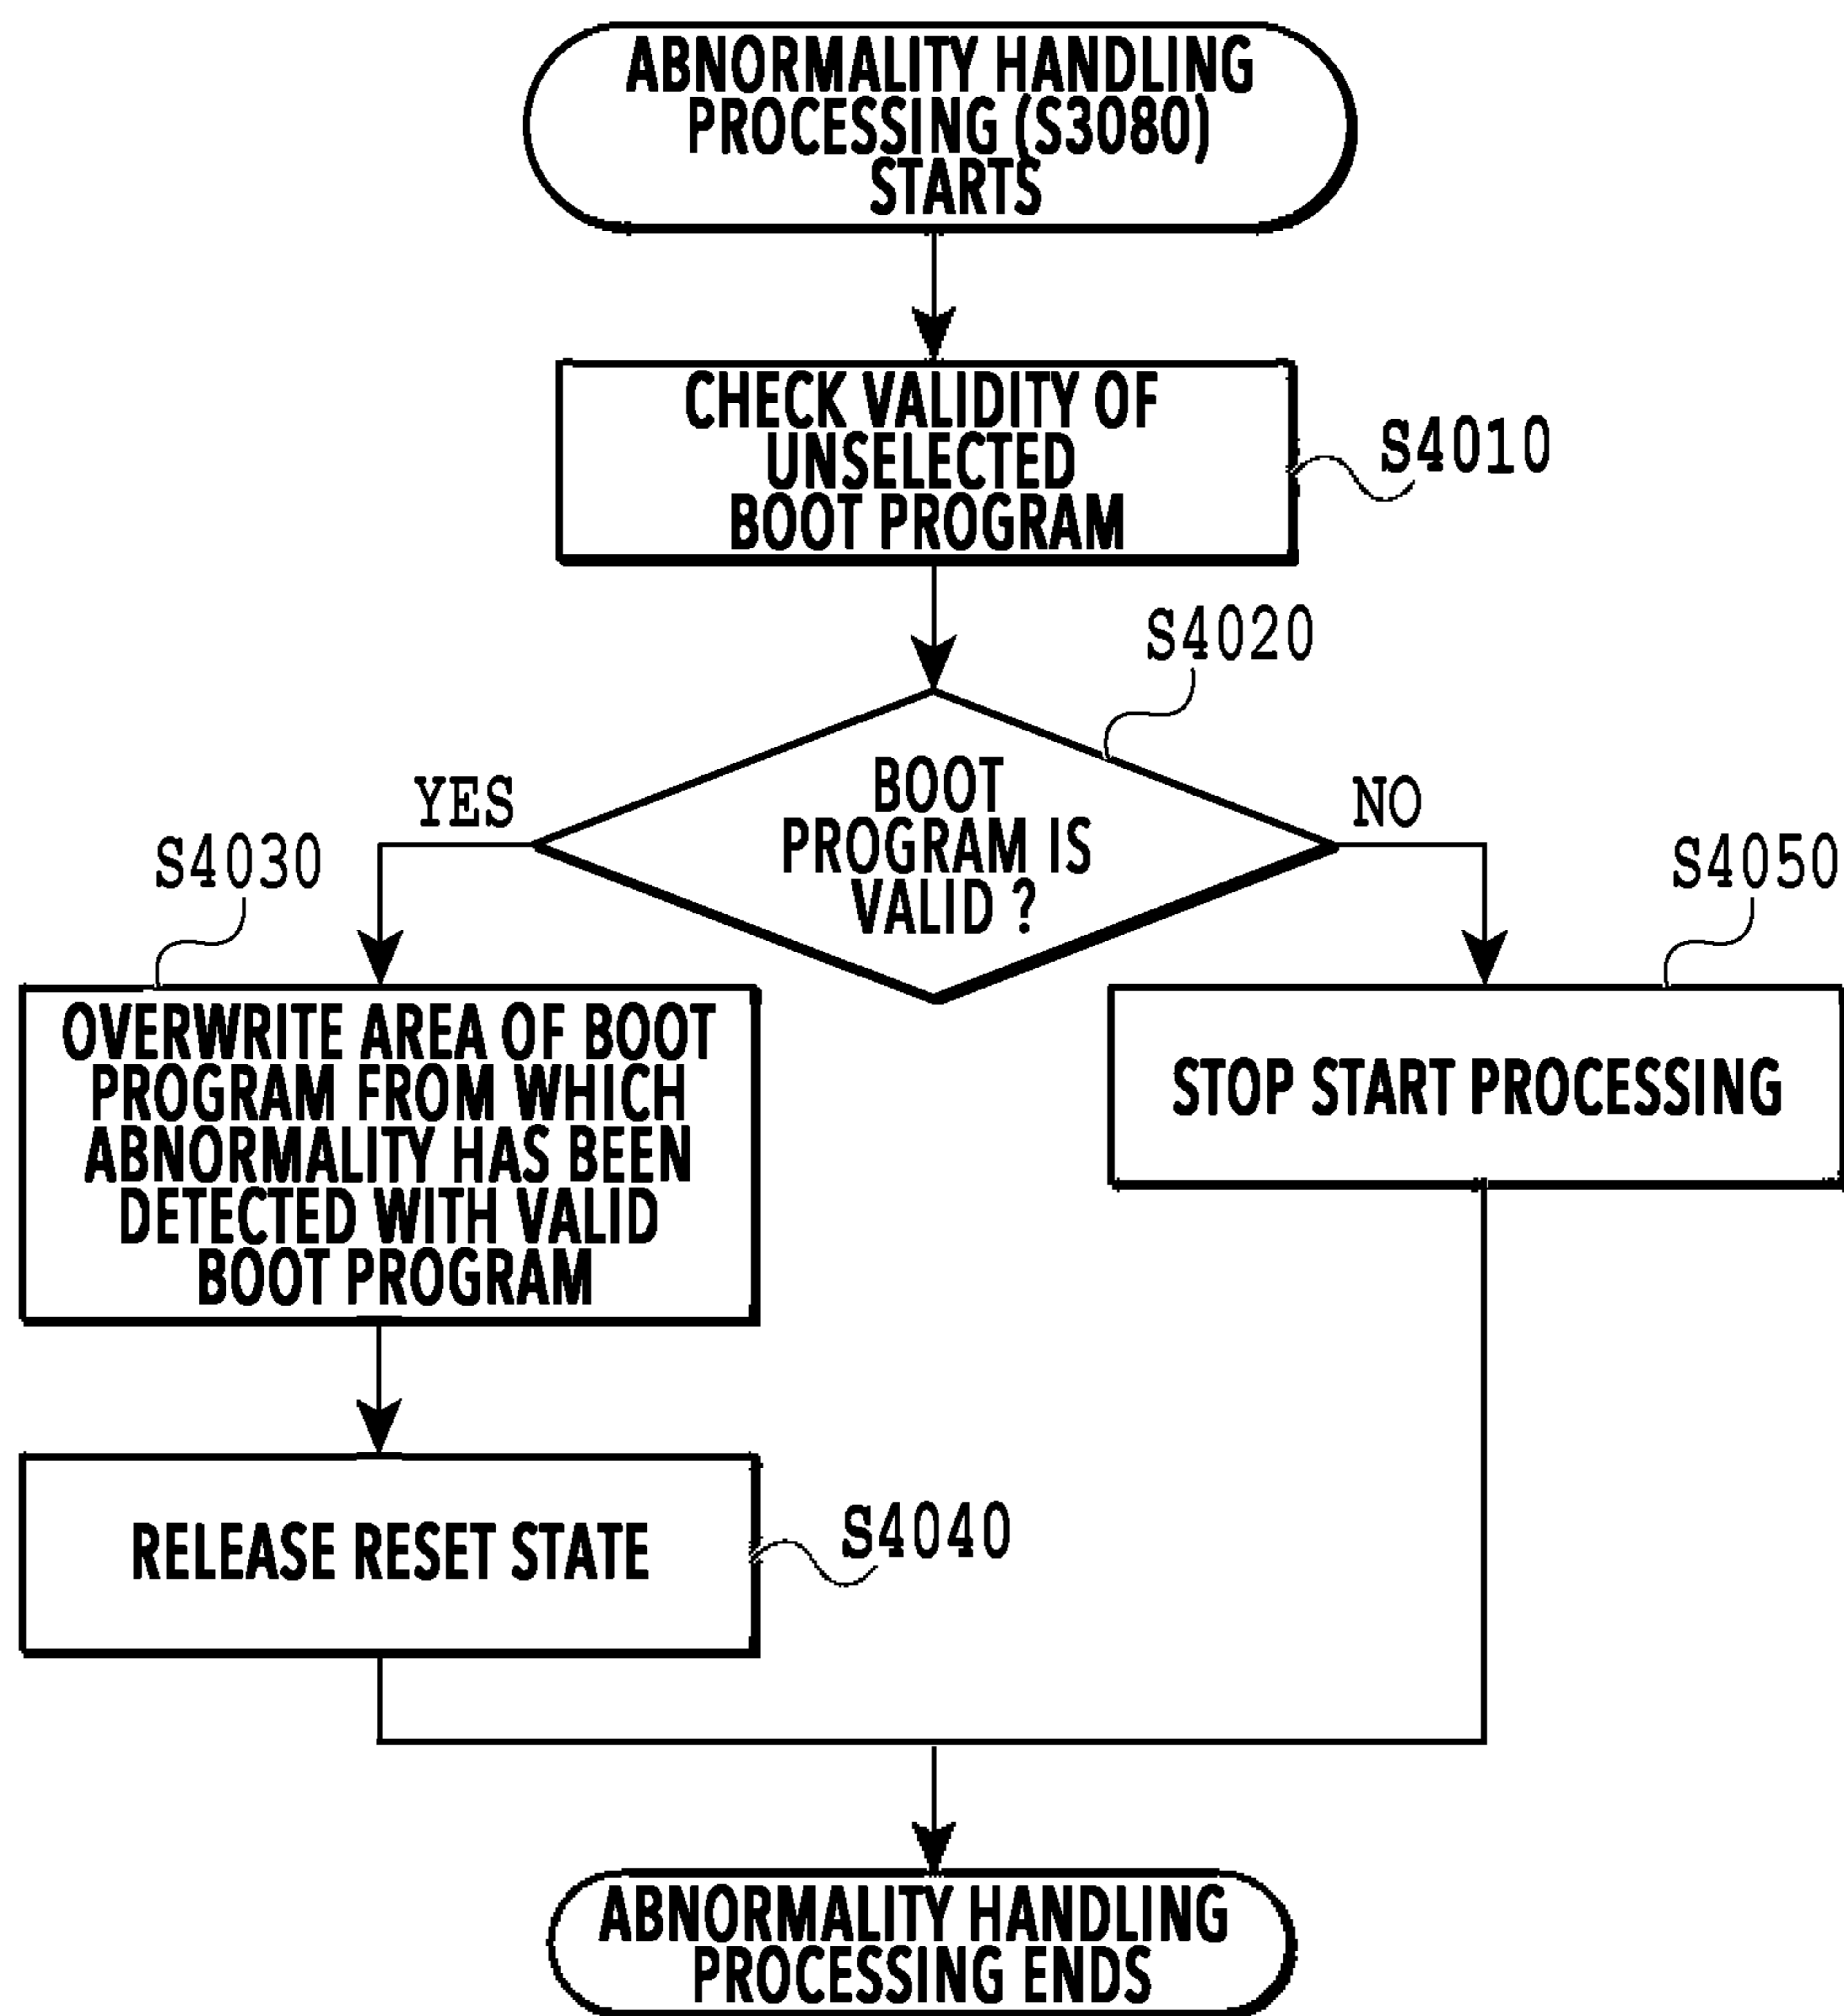 ABNORMALITY HANDLING
PROCESSING (S3080)
STARTS
CHECK VALIDITY OF
UNSELECTED
BOOT PROGRAM
S4010
S4020
BOOT
PROGRAM IS
VALID ?
YES
NO
S4030
S4050
OVERWRITE AREA OF BOOT
PROGRAM FROM WHICH
ABNORMALITY HAS BEEN
DETECTED WITH VALID
BOOT PROGRAM
STOP START PROCESSING
RELEASE RESET STATE
S4040
ABNORMALITY HANDLING
PROCESSING ENDS